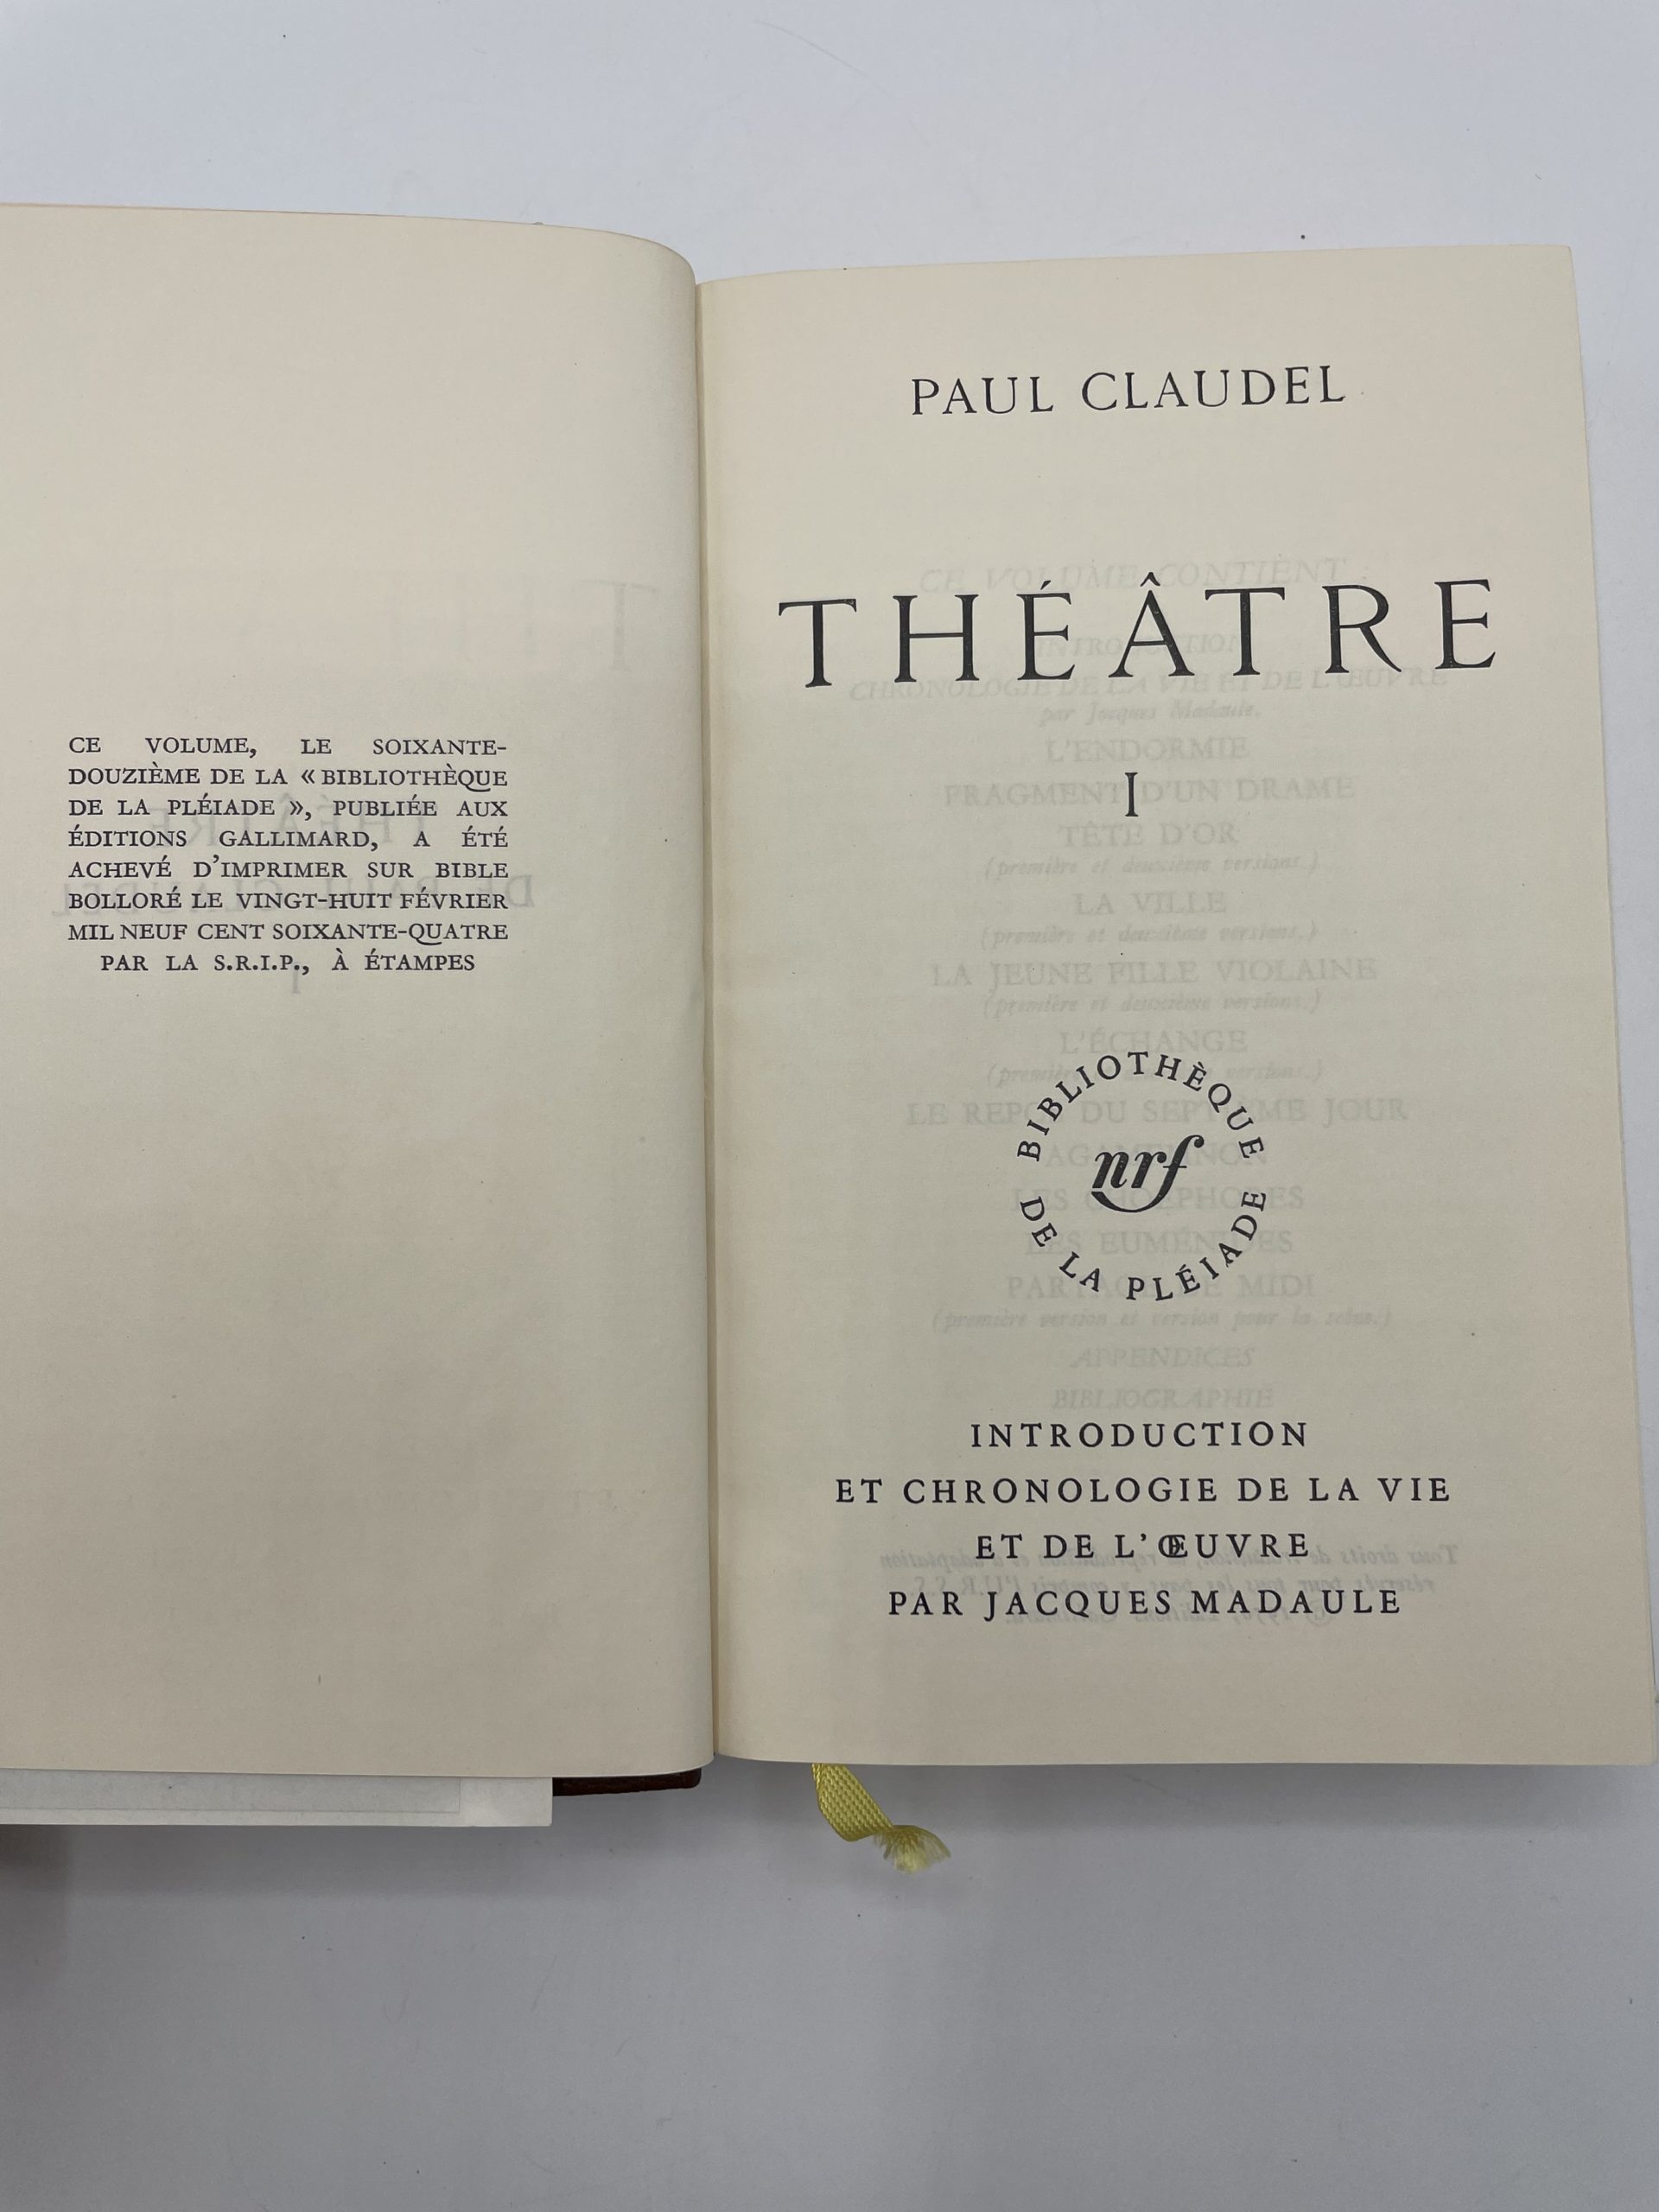 CE VOLUME, LE SOIXANTE-
DOUZIÈME DE LA « BIBLIOTHÈQUE
DE LA PLÉIADE », PUBLIÉE AUX
ÉDITIONS GALLIMARD, A ÉTÉ
ACHEVÉ D'IMPRIMER SUR BIBLE
BOLLORÉ LE VINGT-HUIT FÉVRIER
MIL NEUF CENT SOIXANTE-QUATRE
PAR LA S.R.I.P., À ÉTAMPES
PAUL CLAUDEL
THÉÂTRE
I
BIBLIOTHÈQUE
nrf
DE LA PLÉIADE
INTRODUCTION
ET CHRONOLOGIE DE LA VIE
ET DE L'ŒUVRE
PAR JACQUES MADAULE